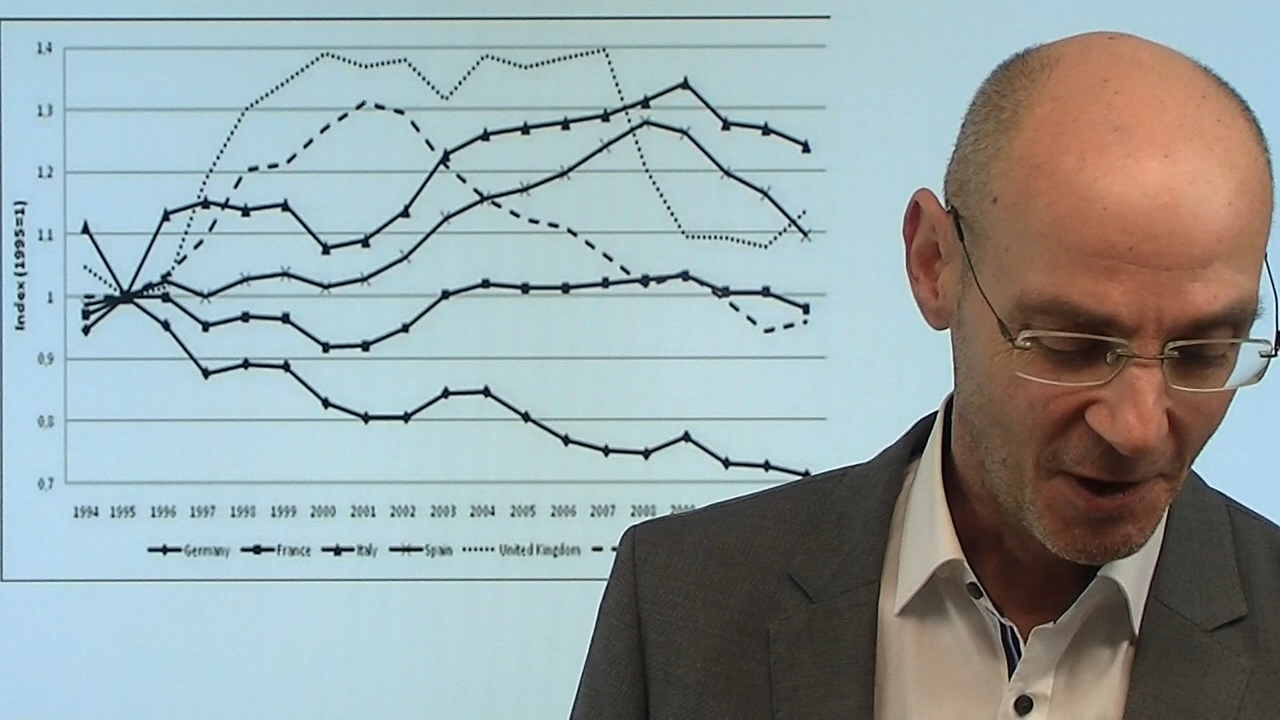 1,4
1,3
1,2
1,1
1
0,9
0,8
0,7
Index (1995=1)
1994 1995 1996 1997 1998 1999 2000 2001 2002 2003 2004 2005 2006 2007 2008
Germany France Italy Spain United Kingdom